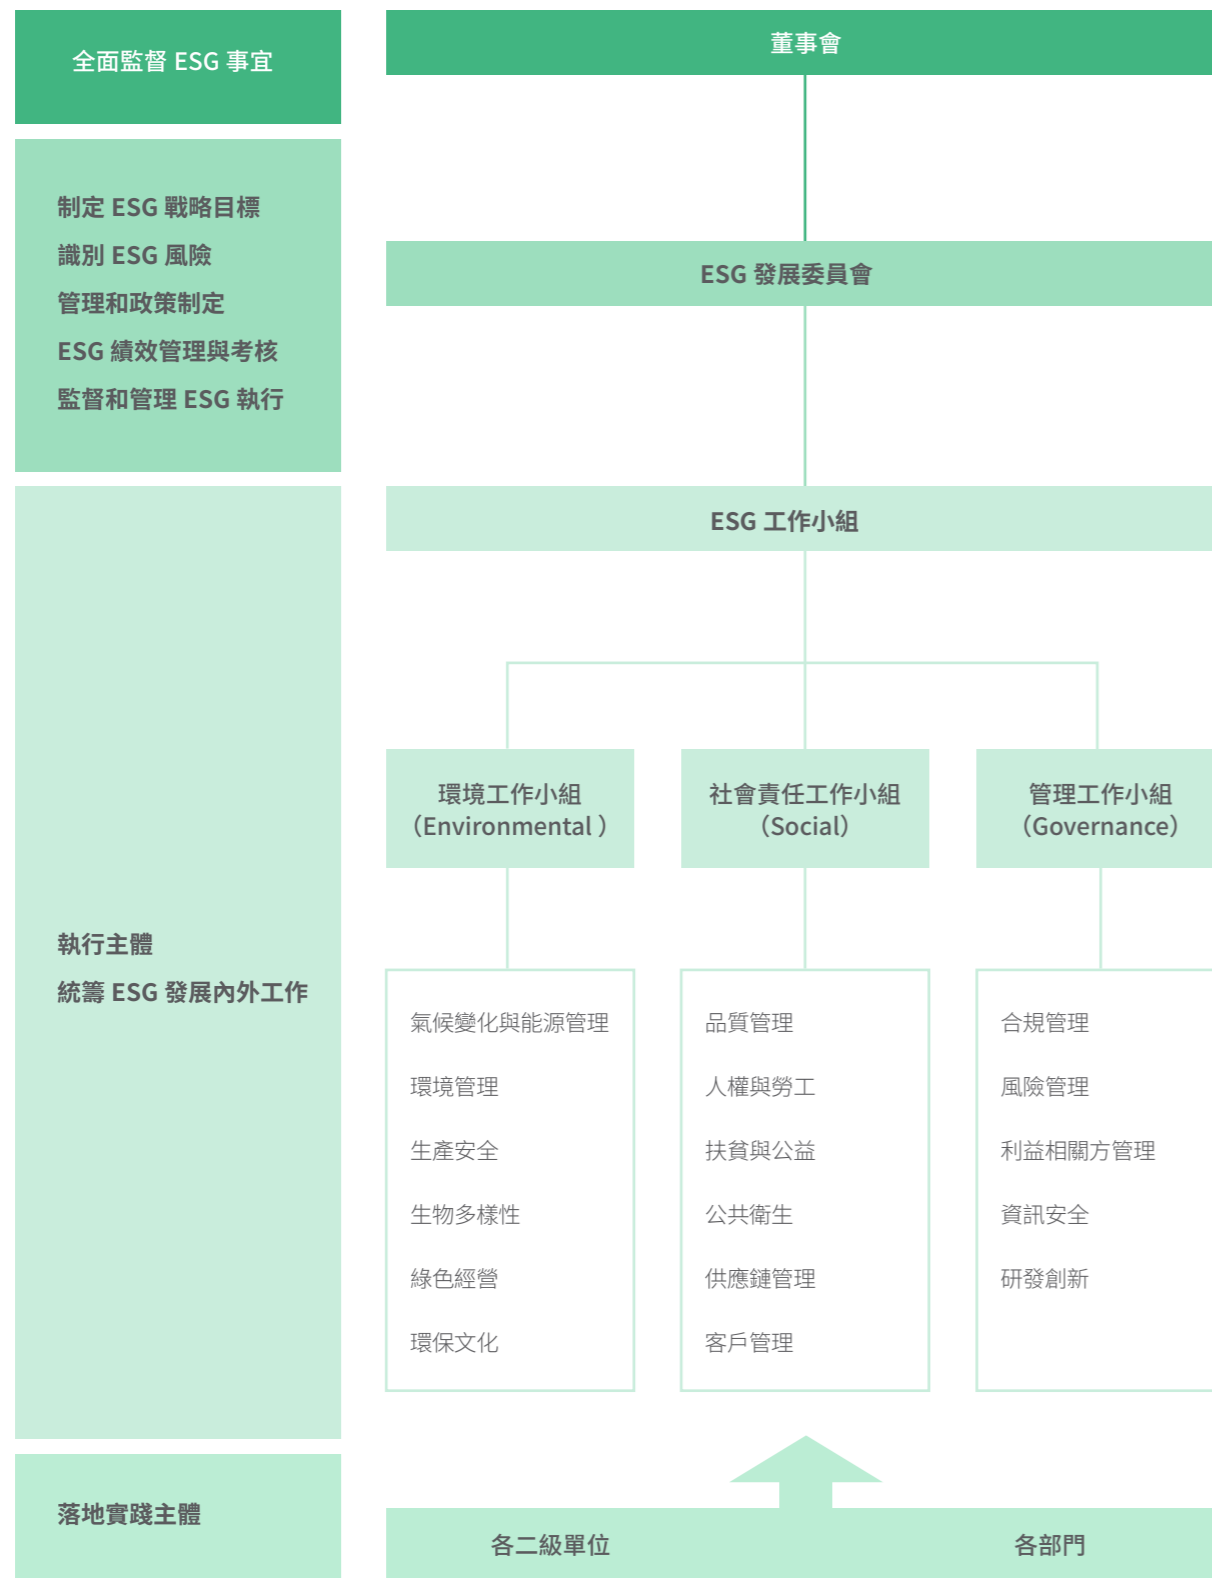 全面監督 ESG 事宜
董事會
制定 ESG 戰略目標
識別 ESG 風險
管理和政策制定
ESG 績效管理與考核
監督和管理 ESG 執行
ESG 發展委員會
ESG 工作小組
環境工作小組
（Environmental ）
社會責任工作小組
（Social）
管理工作小組
（Governance）
執行主體
統籌 ESG 發展內外工作
氣候變化與能源管理
環境管理
生產安全
生物多樣性
綠色經營
環保文化
品質管理
人權與勞工
扶貧與公益
公共衛生
供應鏈管理
客戶管理
合規管理
風險管理
利益相關方管理
資訊安全
研發創新
落地實踐主體
各二級單位
各部門